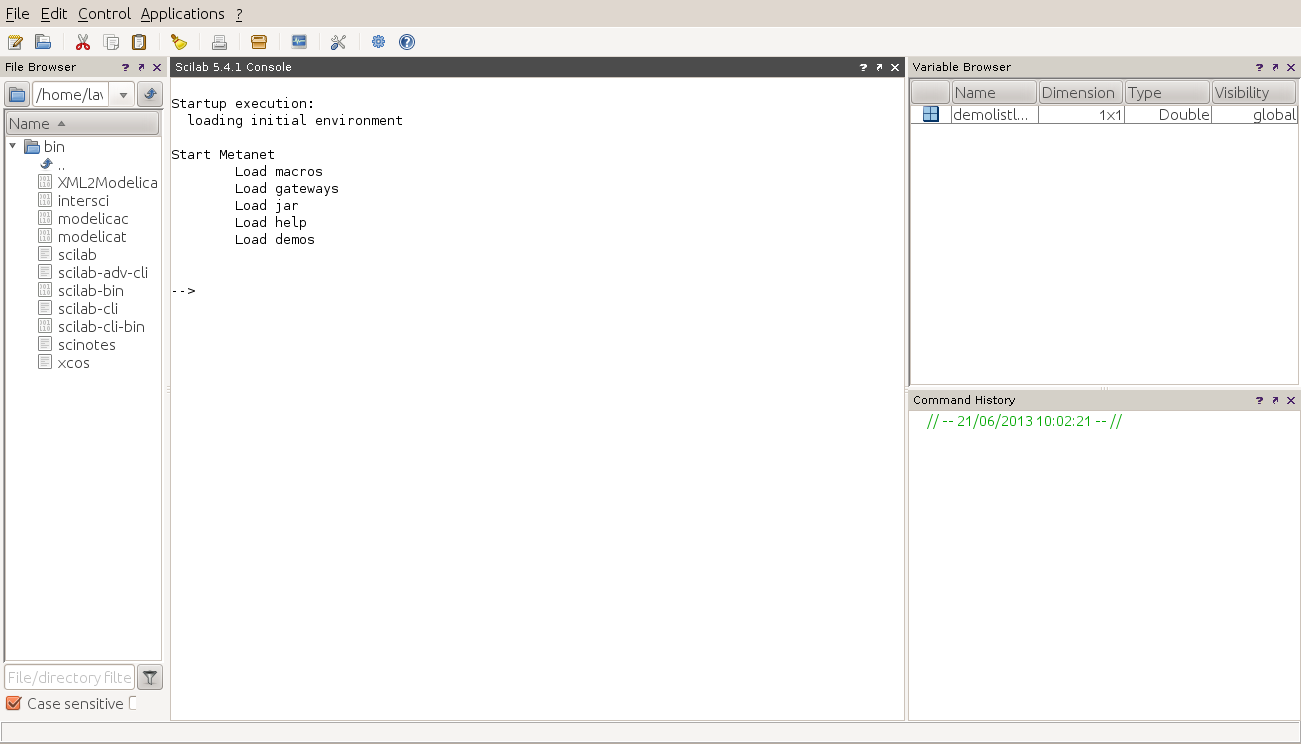 File Edit Control Applications ?
File Browser
/home/lav
Name
bin
..
XML2Modelica
intersci
modelicac
modelicat
scilab
scilab-adv-cli
scilab-bin
scilab-cli
scilab-cli-bin
scinotes
xcos
File/directory filte
Case sensitive
Scilab 5.4.1 Console
Startup execution:
loading initial environment
Start Metanet
Load macros
Load gateways
Load jar
Load help
Load demos
-->
Variable Browser
Name Dimension Type Visibility
demolistl... 1x1 Double global
Command History
// -- 21/06/2013 10:02:21 -- //